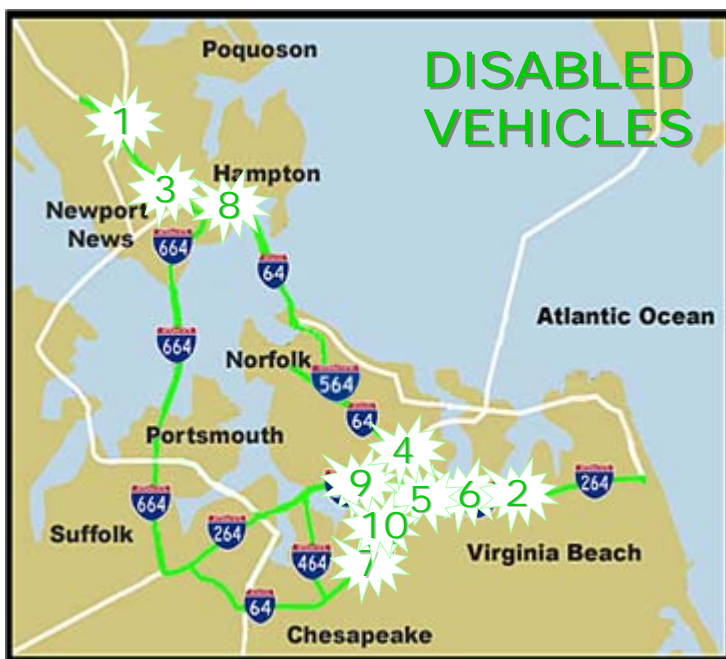 Poquoson
DISABLED
VEHICLES
1
3
Hampton
8
Newport
News
664
64
Atlantic Ocean
664
Norfolk
564
64
Portsmouth
4
9
5
6
2
264
664
10
Suffolk
264
464
7
Virginia Beach
64
Chesapeake